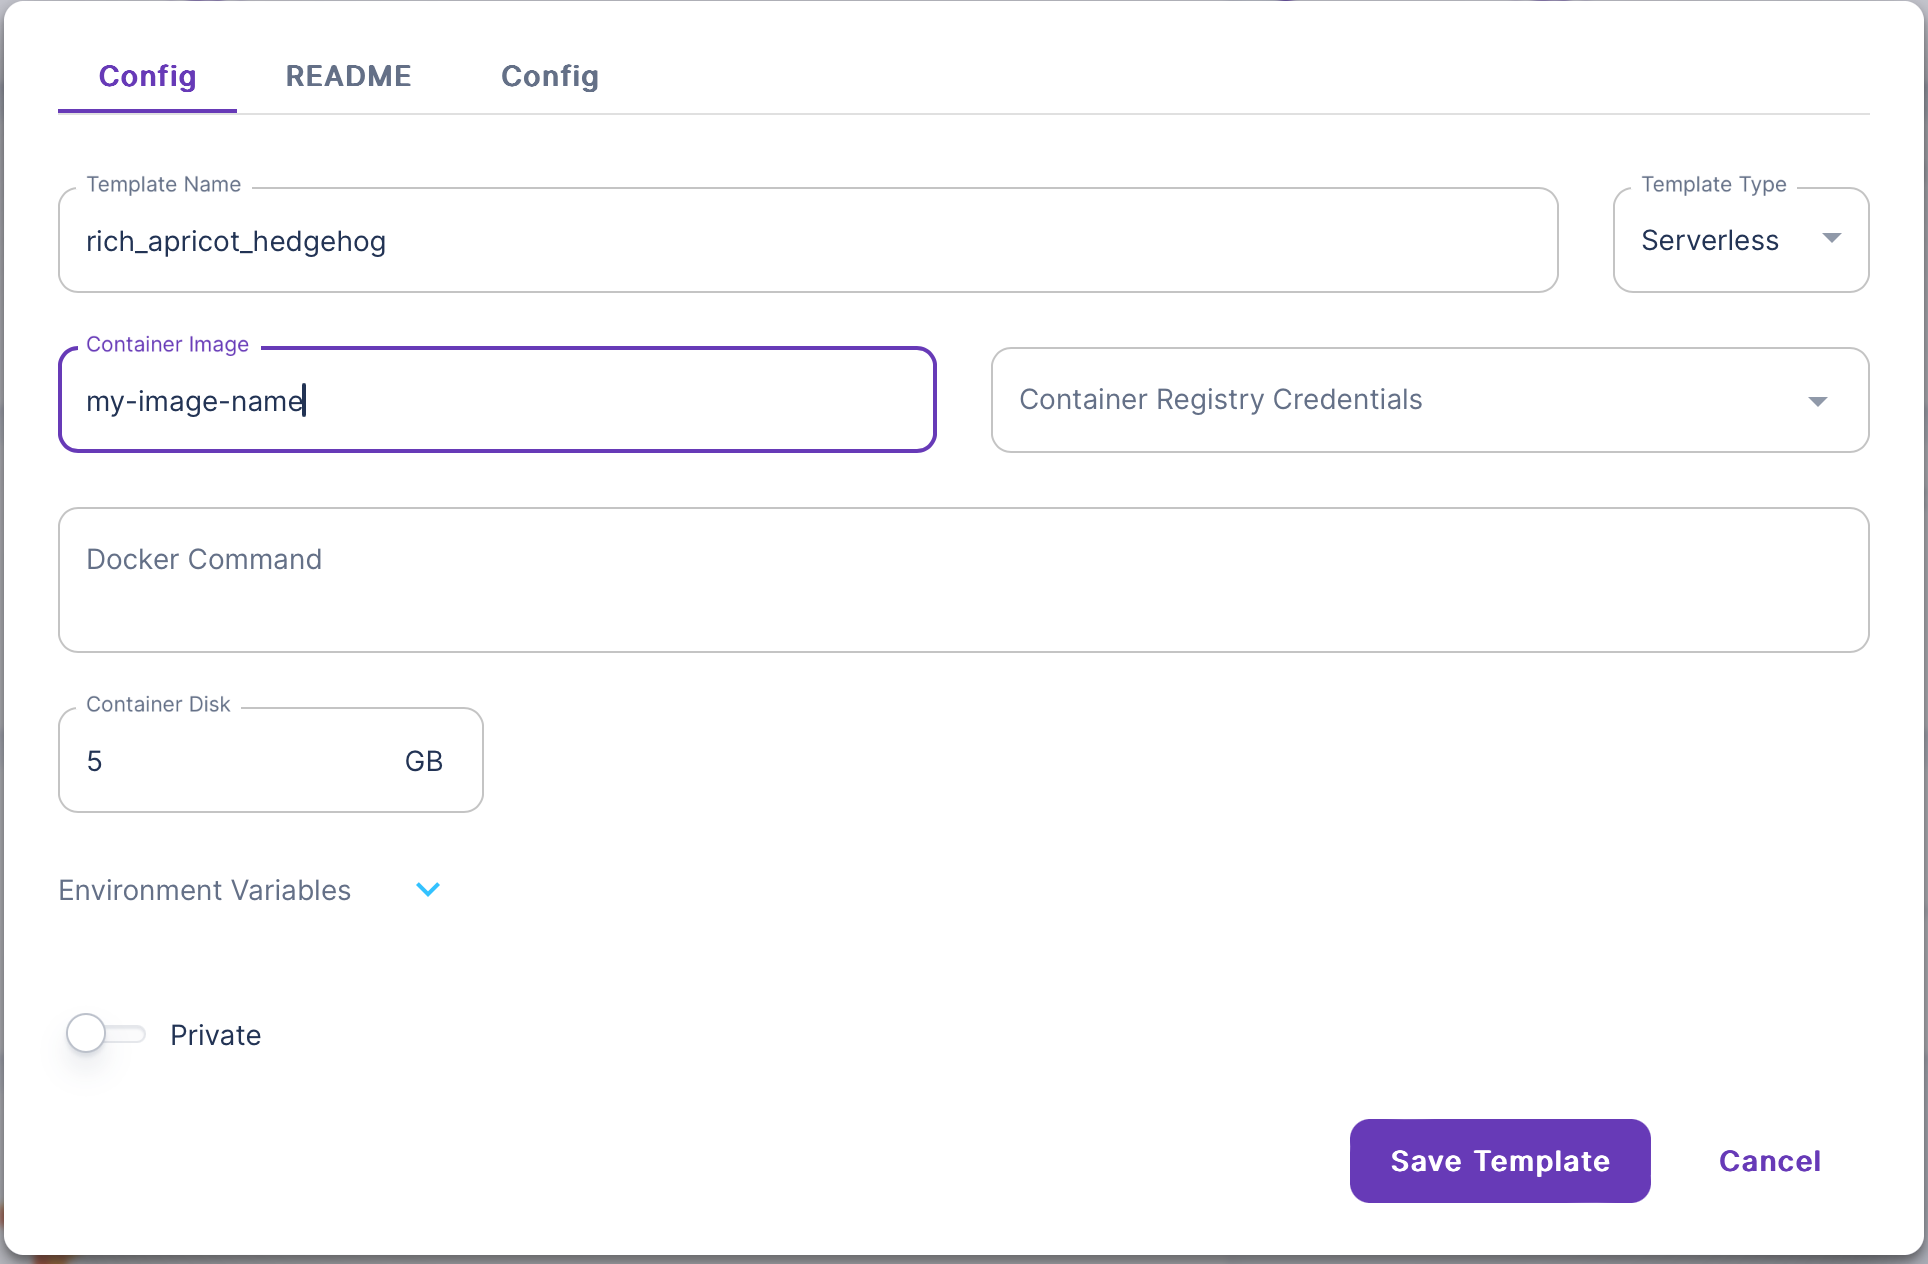 Config README Config
Template Name
rich_apricot_hedgehog
Template Type
Serverless
Container Image
my-image-name
Container Registry Credentials
Docker Command
Container Disk
5 GB
Environment Variables
Private
Save Template Cancel